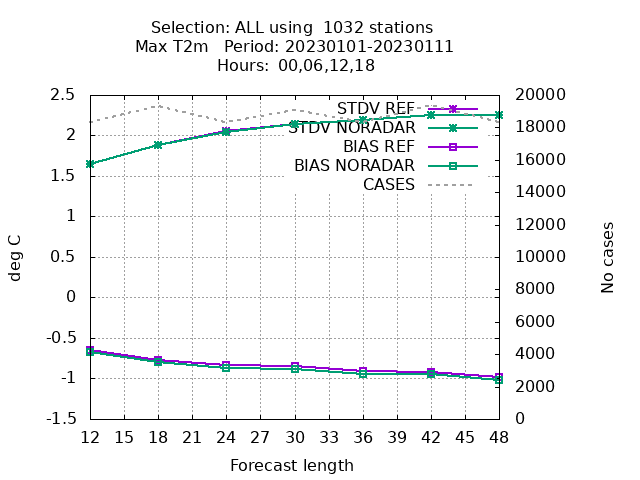 Selection: ALL using  1032 stations
Max T2m   Period: 20230101-20230111
Hours:  00,06,12,18
2.5
2
1.5
1
0.5
0
-0.5
-1
-1.5
deg C
STDV REF
STDV NORADAR
BIAS REF
BIAS NORADAR
CASES
20000
18000
16000
14000
12000
10000
8000
6000
4000
2000
0
No cases
12 15 18 21 24 27 30 33 36 39 42 45 48
Forecast length